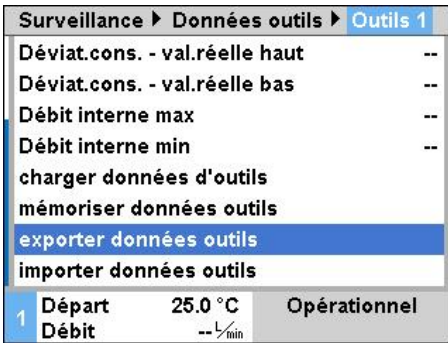 Surveillance ▶ Données outils ▶ Outils 1
Déviat.cons. - val.réelle haut --
Déviat.cons. - val.réelle bas --
Débit interne max --
Débit interne min --
charger données d'outils
mémoriser données outils
exporter données outils
importer données outils
1
Départ 25.0 °C Opérationnel
Débit -- L/min